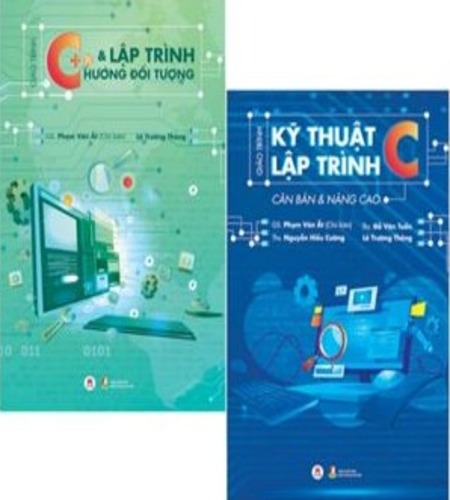 GIÁO TRÌNH
C++ & LẬP TRÌNH
HƯỚNG ĐỐI TƯỢNG
GS. Phạm Văn Ất (Chủ biên) Lê Trường Thông
010 011 0101
GIÁO TRÌNH
KỸ THUẬT
LẬP TRÌNH C
CĂN BẢN & NÂNG CAO
GS. Phạm Văn Ất (Chủ biên) Ths. Đỗ Văn Tuấn
Ths. Nguyễn Hiếu Cường Lê Trường Thông